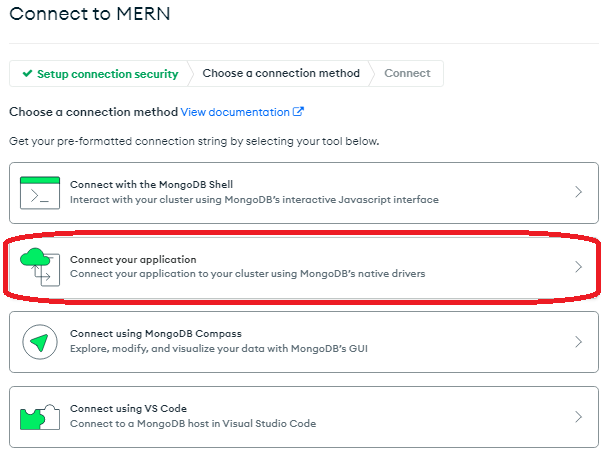 Connect to MERN
✔ Setup connection security Choose a connection method Connect
Choose a connection method View documentation
Get your pre-formatted connection string by selecting your tool below.
Connect with the MongoDB Shell
Interact with your cluster using MongoDB's interactive Javascript interface
Connect your application
Connect your application to your cluster using MongoDB's native drivers
Connect using MongoDB Compass
Explore, modify, and visualize your data with MongoDB's GUI
Connect using VS Code
Connect to a MongoDB host in Visual Studio Code